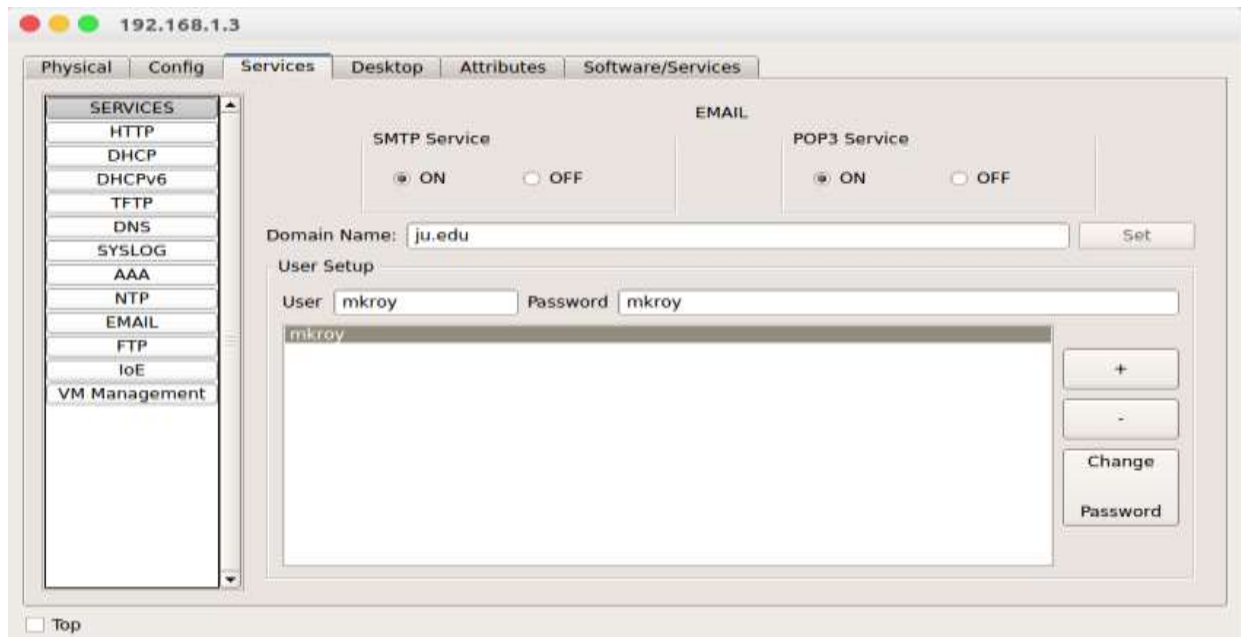 192.168.1.3
Physical Config Services Desktop Attributes Software/Services
SERVICES
HTTP
DHCP
DHCPv6
TFTP
DNS
SYSLOG
AAA
NTP
EMAIL
FTP
IoE
VM Management
EMAIL
SMTP Service
ON OFF
POP3 Service
ON OFF
Domain Name: ju.edu Set
User Setup
User mkroy Password mkroy
mkroy
+
-
Change
Password
Top